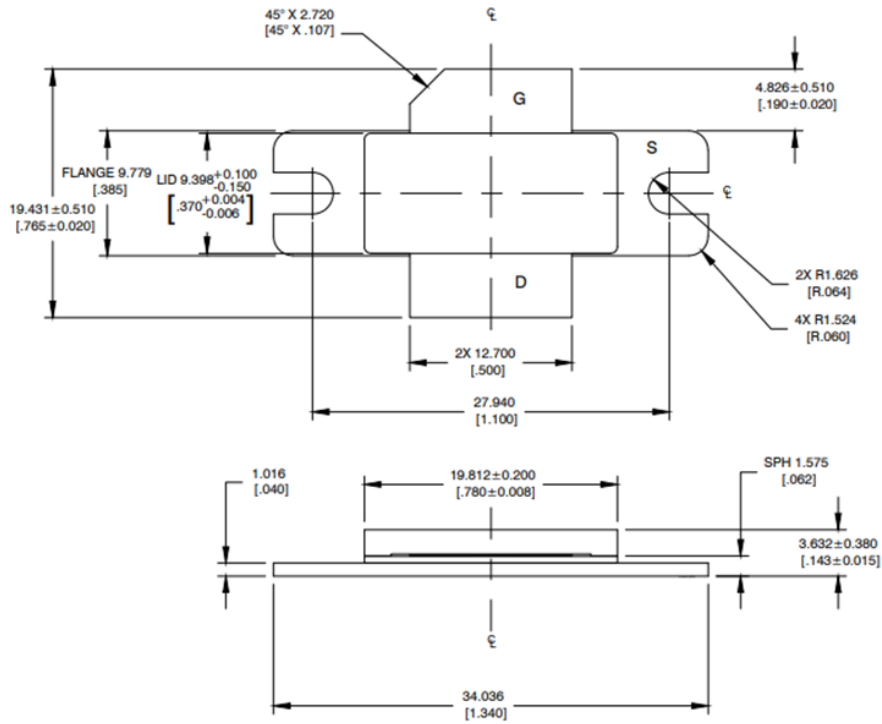 45° X 2.720
[45° X .107]
℄
G
4.826±0.510
[.190±0.020]
S
FLANGE 9.779
[.385]
LID 9.398+0.100
-0.150
[.370+0.004
-0.006]
19.431±0.510
[.765±0.020]
℄
D
2X R1.626
[R.064]
4X R1.524
[R.060]
2X 12.700
[.500]
27.940
[1.100]
1.016
[.040]
19.812±0.200
[.780±0.008]
SPH 1.575
[.062]
3.632±0.380
[.143±0.015]
℄
34.036
[1.340]